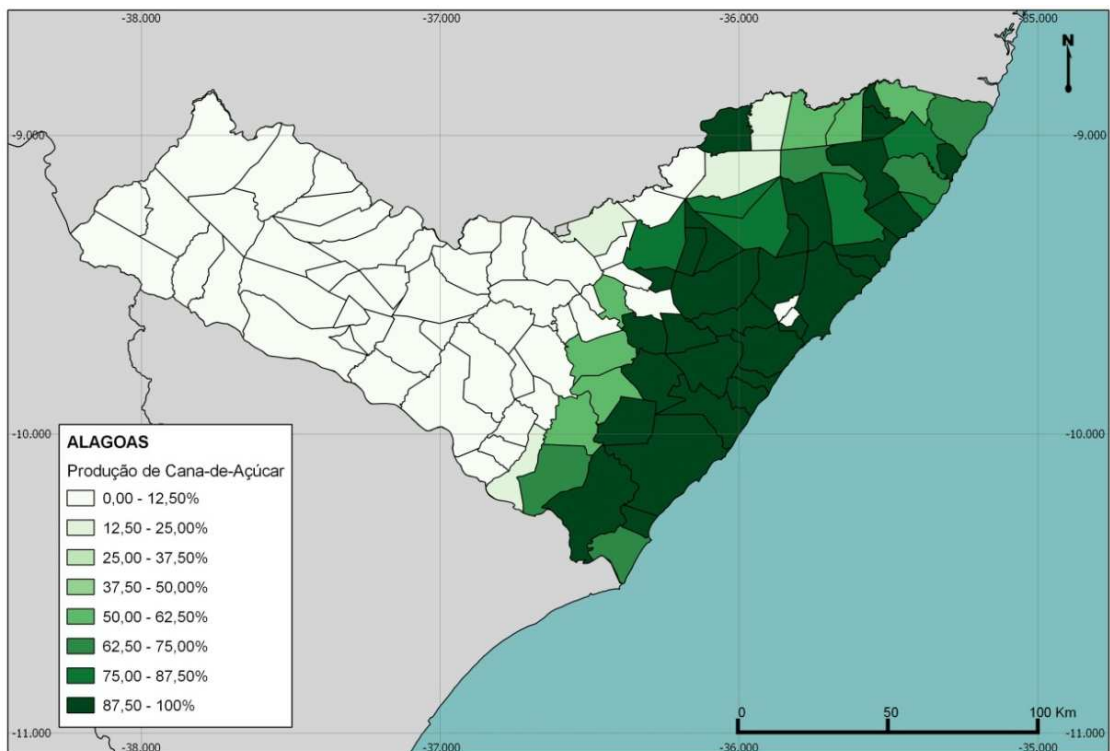 -38.000 -37.000 -36.000 -35.000
N
-9.000 -9.000
-10.000 -10.000
ALAGOAS
Produção de Cana-de-Açúcar
0,00 - 12,50%
12,50 - 25,00%
25,00 - 37,50%
37,50 - 50,00%
50,00 - 62,50%
62,50 - 75,00%
75,00 - 87,50%
87,50 - 100%
0 50 100 Km
-11.000 -11.000
-38.000 -37.000 -36.000 -35.000